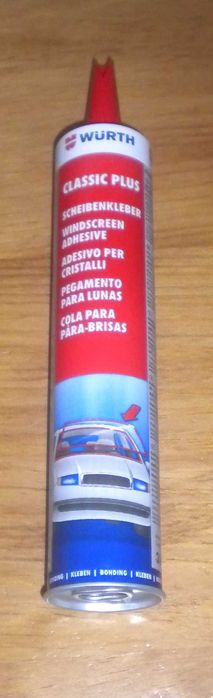 WÜRTH
CLASSIC PLUS
SCHEIBENKLEBER
WINDSCREEN
ADHESIVE
ADESIVO PER
CRISTALLI
PEGAMENTO
PARA LUNAS
COLA PARA
PÁRA-BRISAS
BONDING | KLEBEN | BONDING | KLEBEN |